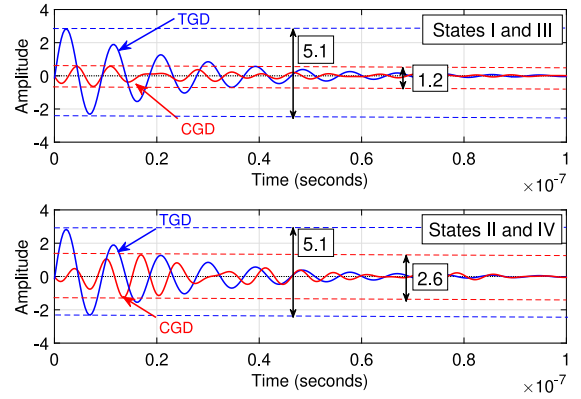 4
TGD
States I and III
2
5.1
0
1.2
Amplitude
-2
CGD
-4
0 0.2 0.4 0.6 0.8 1
Time (seconds)
×10⁻⁷
4
TGD
States II and IV
2
5.1
0
2.6
Amplitude
-2
CGD
-4
0 0.2 0.4 0.6 0.8 1
Time (seconds)
×10⁻⁷